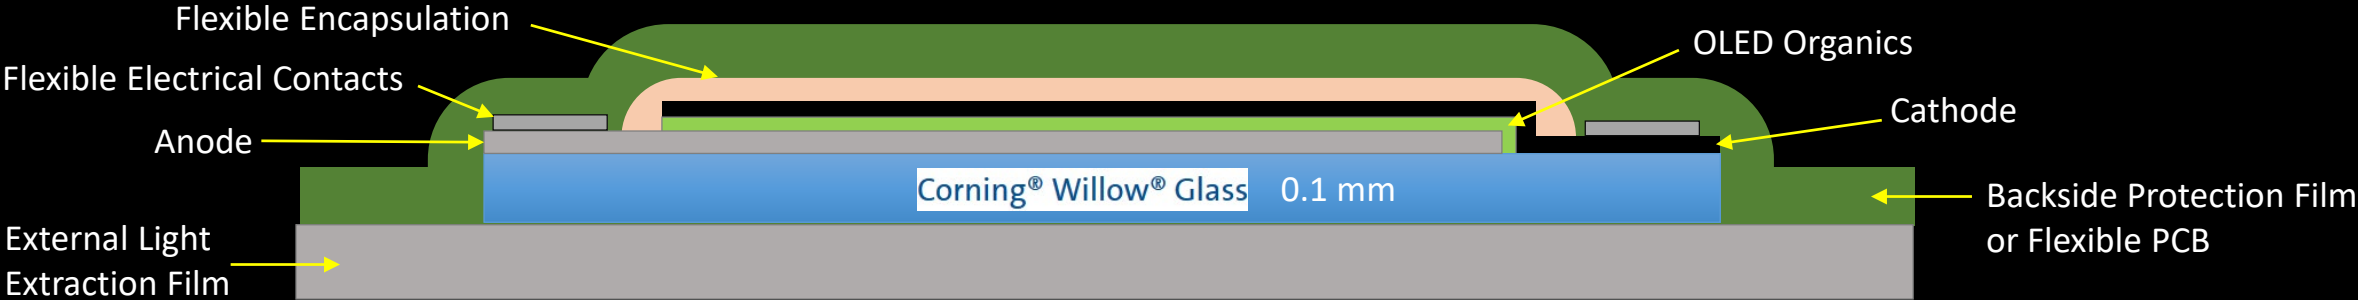 Flexible Encapsulation
OLED Organics
Flexible Electrical Contacts
Cathode
Anode
Corning® Willow® Glass 0.1 mm
Backside Protection Film
or Flexible PCB
External Light
Extraction Film